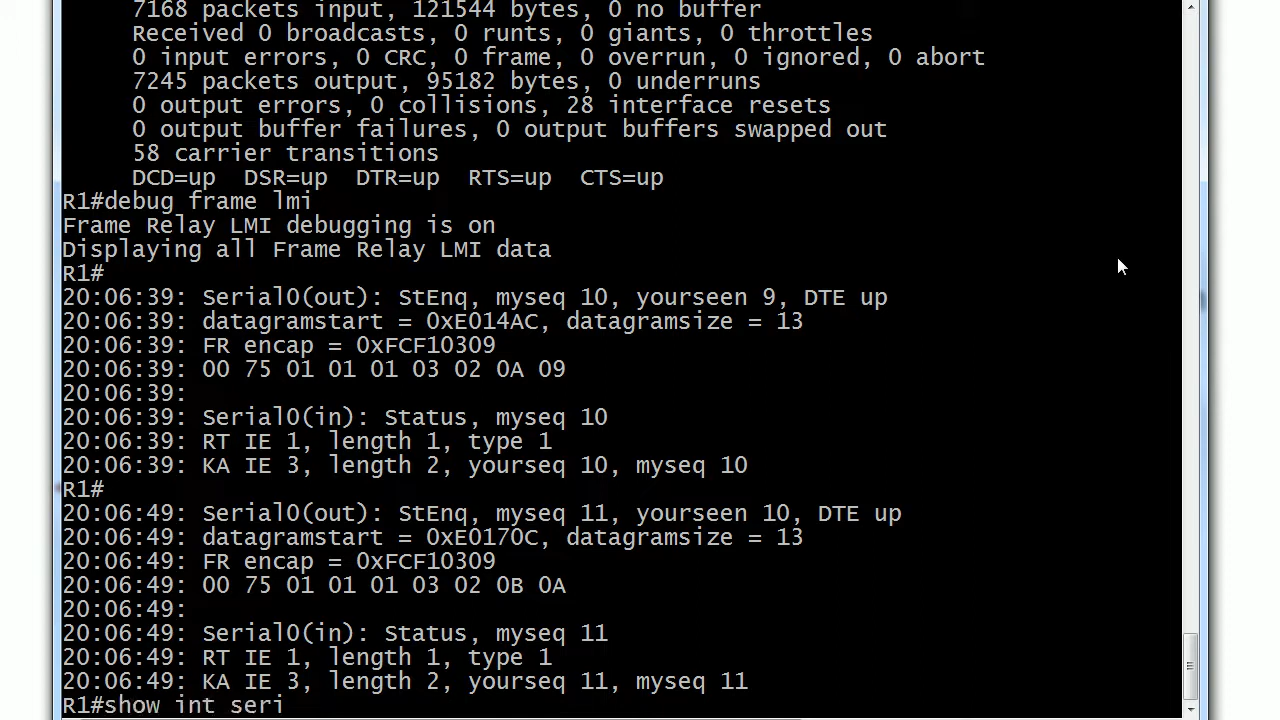 7168 packets input, 121544 bytes, 0 no buffer
Received 0 broadcasts, 0 runts, 0 giants, 0 throttles
0 input errors, 0 CRC, 0 frame, 0 overrun, 0 ignored, 0 abort
7245 packets output, 95182 bytes, 0 underruns
0 output errors, 0 collisions, 28 interface resets
0 output buffer failures, 0 output buffers swapped out
58 carrier transitions
DCD=up  DSR=up  DTR=up  RTS=up  CTS=up
R1#debug frame lmi
Frame Relay LMI debugging is on
Displaying all Frame Relay LMI data
R1#
20:06:39: Serial0(out): StEnq, myseq 10, yourseen 9, DTE up
20:06:39: datagramstart = 0xE014AC, datagramsize = 13
20:06:39: FR encap = 0xFCF10309
20:06:39: 00 75 01 01 01 03 02 0A 09
20:06:39:
20:06:39: Serial0(in): Status, myseq 10
20:06:39: RT IE 1, length 1, type 1
20:06:39: KA IE 3, length 2, yourseq 10, myseq 10
R1#
20:06:49: Serial0(out): StEnq, myseq 11, yourseen 10, DTE up
20:06:49: datagramstart = 0xE0170C, datagramsize = 13
20:06:49: FR encap = 0xFCF10309
20:06:49: 00 75 01 01 01 03 02 0B 0A
20:06:49:
20:06:49: Serial0(in): Status, myseq 11
20:06:49: RT IE 1, length 1, type 1
20:06:49: KA IE 3, length 2, yourseq 11, myseq 11
R1#show int seri